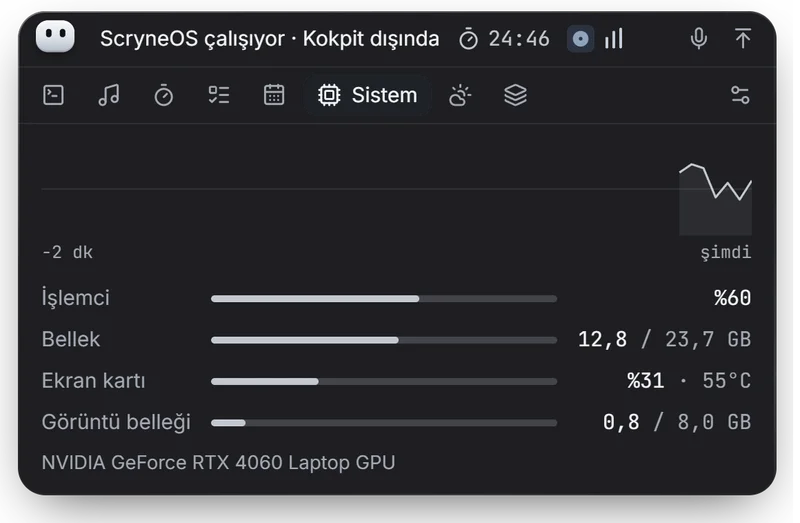 ScryneOS çalışıyor · Kokpit dışında 24:46
Sistem
-2 dk şimdi
İşlemci %60
Bellek 12,8 / 23,7 GB
Ekran kartı %31 · 55°C
Görüntü belleği 0,8 / 8,0 GB
NVIDIA GeForce RTX 4060 Laptop GPU